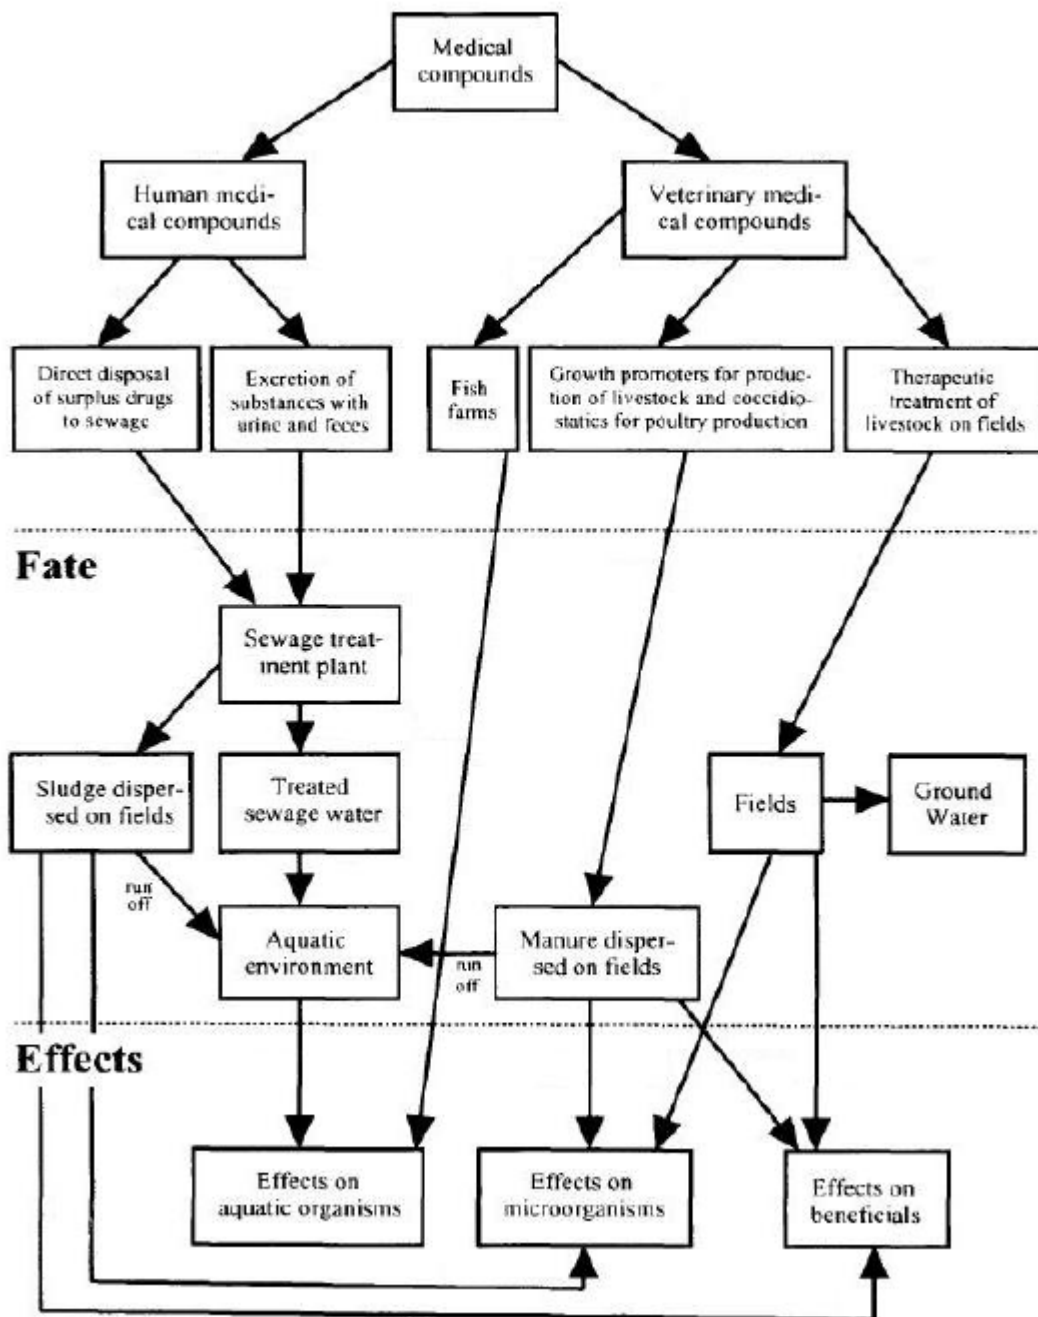 Medical
compounds
Human medi-
cal compounds
Veterinary medi-
cal compounds
Direct disposal
of surplus drugs
to sewage
Excretion of
substances with
urine and feces
Fish
farms
Growth promoters for produc-
tion of livestock and coccidio-
statics for poultry production
Therapeutic
treatment of
livestock on fields
Fate
Sewage treat-
ment plant
Sludge disper-
sed on fields
Treated
sewage water
Fields
Ground
Water
run
off
Aquatic
environment
run
off
Manure disper-
sed on fields
Effects
Effects on
aquatic organisms
Effects on
microorganisms
Effects on
beneficials